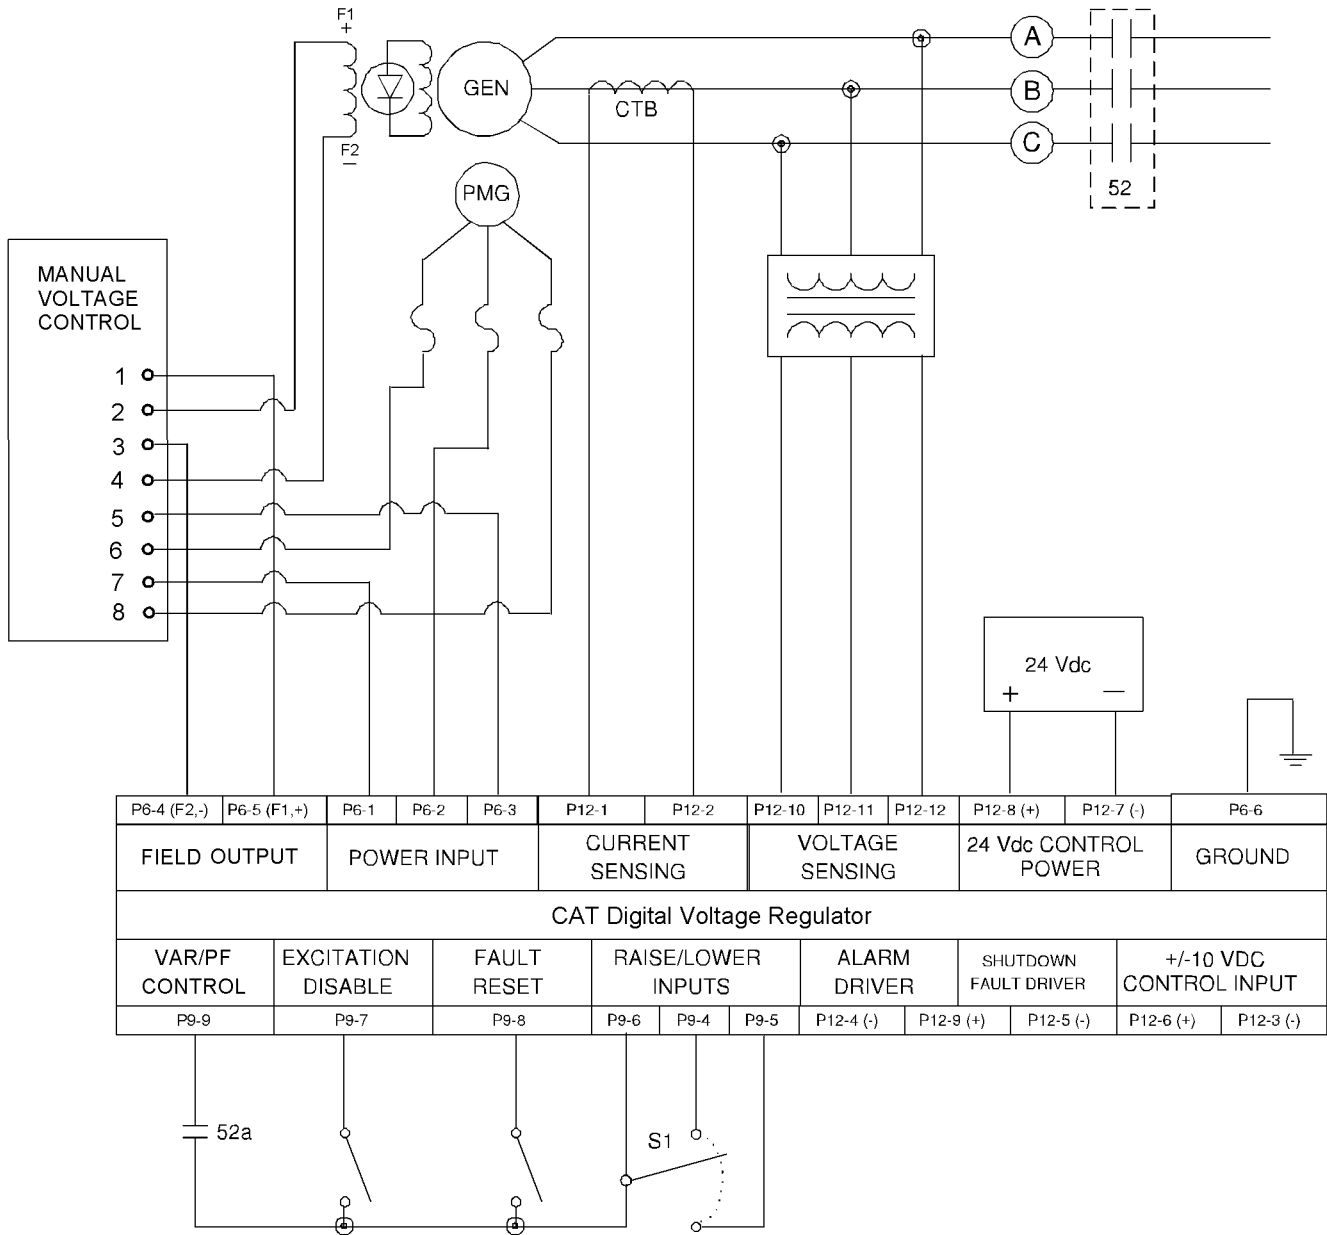 F1
+
F2
−
GEN
CTB
A
B
C
52
PMG
MANUAL
VOLTAGE
CONTROL
1
2
3
4
5
6
7
8
24 Vdc
+ −
P6-4 (F2,-) P6-5 (F1,+) P6-1 P6-2 P6-3 P12-1 P12-2 P12-10 P12-11 P12-12 P12-8 (+) P12-7 (-) P6-6
FIELD OUTPUT
POWER INPUT
CURRENT
SENSING
VOLTAGE
SENSING
24 Vdc CONTROL
POWER
GROUND
CAT Digital Voltage Regulator
VAR/PF
CONTROL
EXCITATION
DISABLE
FAULT
RESET
RAISE/LOWER
INPUTS
ALARM
DRIVER
SHUTDOWN
FAULT DRIVER
+/-10 VDC
CONTROL INPUT
P9-9 P9-7 P9-8 P9-6 P9-4 P9-5 P12-4 (-) P12-9 (+) P12-5 (-) P12-6 (+) P12-3 (-)
52a
S1